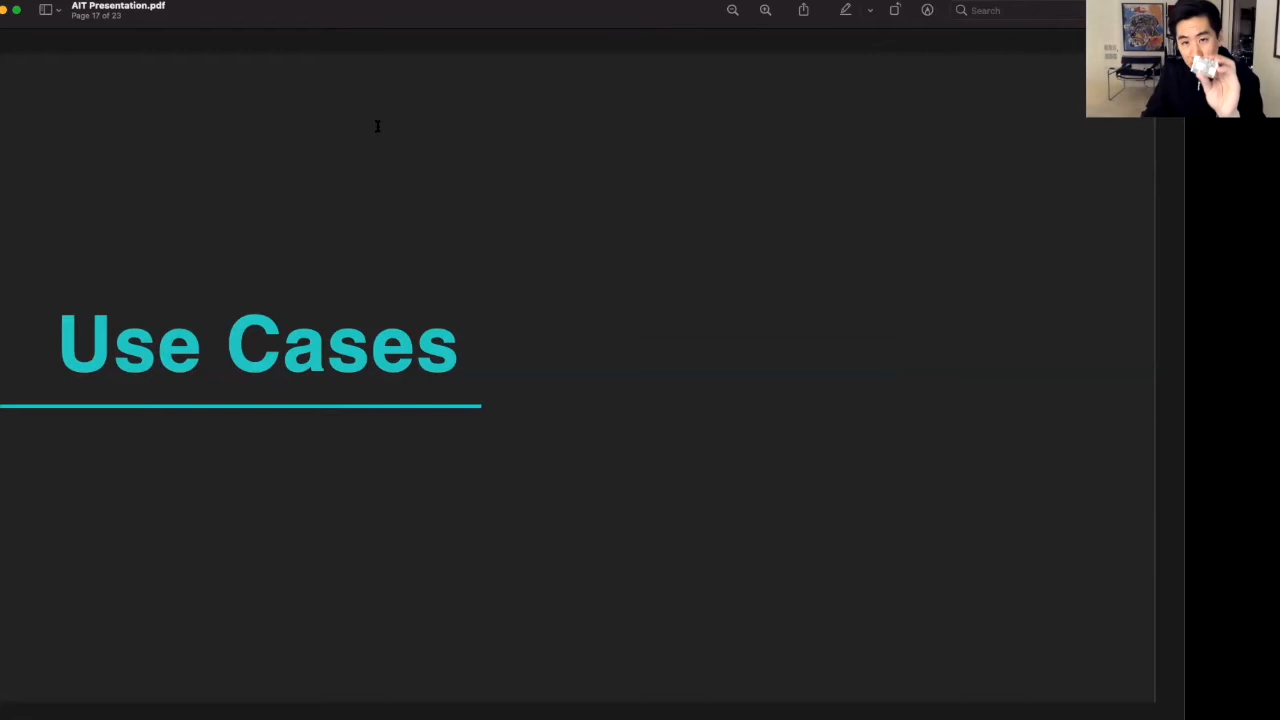 AIT Presentation.pdf
Page 17 of 23
Search
Use Cases